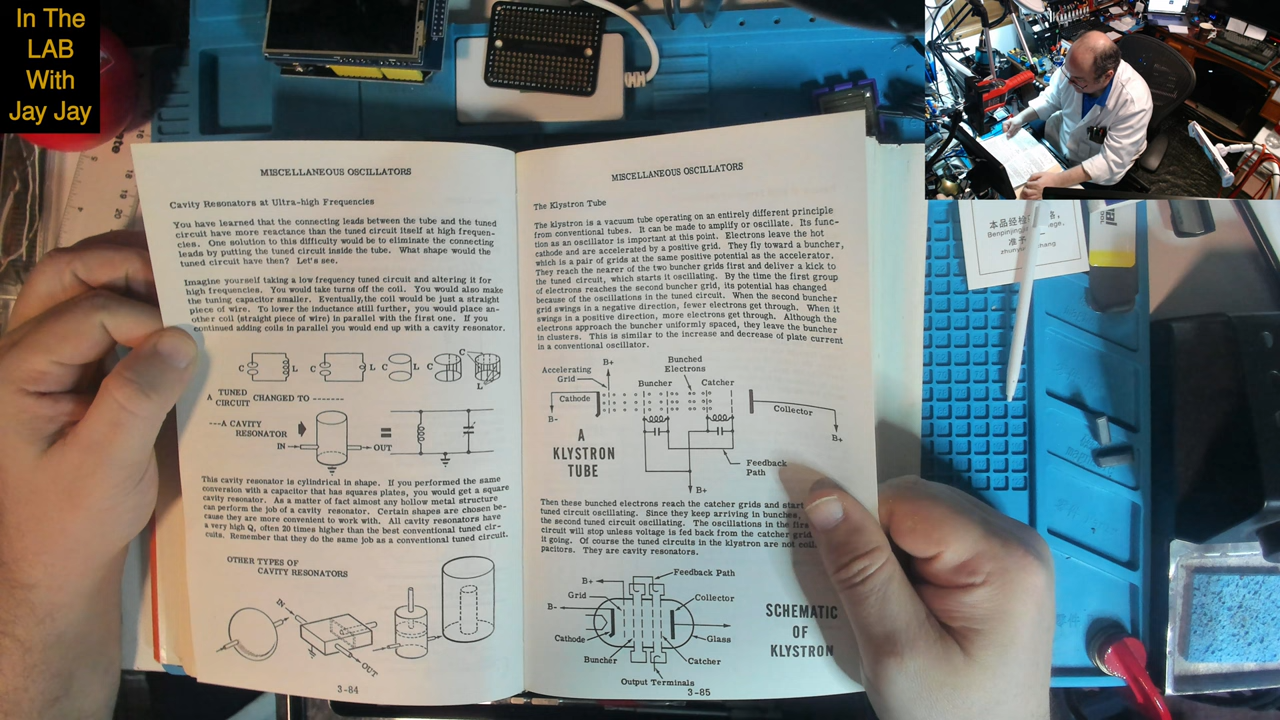 In The
LAB
With
Jay Jay
MISCELLANEOUS OSCILLATORS
Cavity Resonators at Ultra-high Frequencies
You have learned that the connecting leads between the tube and the tuned
circuit have more reactance than the tuned circuit itself at high frequen-
cies. One solution to this difficulty would be to eliminate the connecting
leads by putting the tuned circuit inside the tube. What shape would the
tuned circuit have then? Let's see.
Imagine yourself taking a low frequency tuned circuit and altering it for
high frequencies. You would take turns off the coil. You would also make
the tuning capacitor smaller. Eventually, the coil would be just a straight
piece of wire. To lower the inductance still further, you would place an-
other coil (straight piece of wire) in parallel with the first one. If you
continued adding coils in parallel you would end up with a cavity resonator.
C L C L C L C C L
A TUNED CIRCUIT CHANGED TO ------
---A CAVITY RESONATOR
IN OUT
This cavity resonator is cylindrical in shape. If you performed the same
conversion with a capacitor that has squares plates, you would get a square
cavity resonator. As a matter of fact almost any hollow metal structure
can perform the job of a cavity resonator. Certain shapes are chosen be-
cause they are more convenient to work with. All cavity resonators have
a very high Q, often 20 times higher than the best conventional tuned cir-
cuits. Remember that they do the same job as a conventional tuned circuit.
OTHER TYPES OF
CAVITY RESONATORS
IN
OUT
3-84
MISCELLANEOUS OSCILLATORS
The Klystron Tube
The klystron is a vacuum tube operating on an entirely different principle
from conventional tubes. It can be made to amplify or oscillate. Its func-
tion as an oscillator is important at this point. Electrons leave the hot
cathode and are accelerated by a positive grid. They fly toward a buncher,
which is a pair of grids at the same positive potential as the accelerator.
They reach the nearer of the two buncher grids first and deliver a kick to
the tuned circuit, which starts it oscillating. By the time the first group
of electrons reaches the second buncher grid, its potential has changed
because of the oscillations in the tuned circuit. When the second buncher
grid swings in a negative direction, fewer electrons get through. When it
swings in a positive direction, more electrons get through. Although the
electrons approach the buncher uniformly spaced, they leave the buncher
in clusters. This is similar to the increase and decrease of plate current
in a conventional oscillator.
B+
Bunched
Electrons
Accelerating
Grid
Buncher
Catcher
Cathode
Collector
B-
B+
A
KLYSTRON
TUBE
Feedback
Path
B+
Then these bunched electrons reach the catcher grids and start
tuned circuit oscillating. Since they keep arriving in bunches,
the second tuned circuit oscillating. The oscillations in the
circuit will stop unless voltage is fed back from the catcher grid
it going. Of course the tuned circuits in the klystron are not
pacitors. They are cavity resonators.
Feedback Path
B+
Grid
Collector
B-
Cathode
Glass
Buncher
Catcher
Output Terminals
SCHEMATIC
OF
KLYSTRON
3-85
本品经检
准予